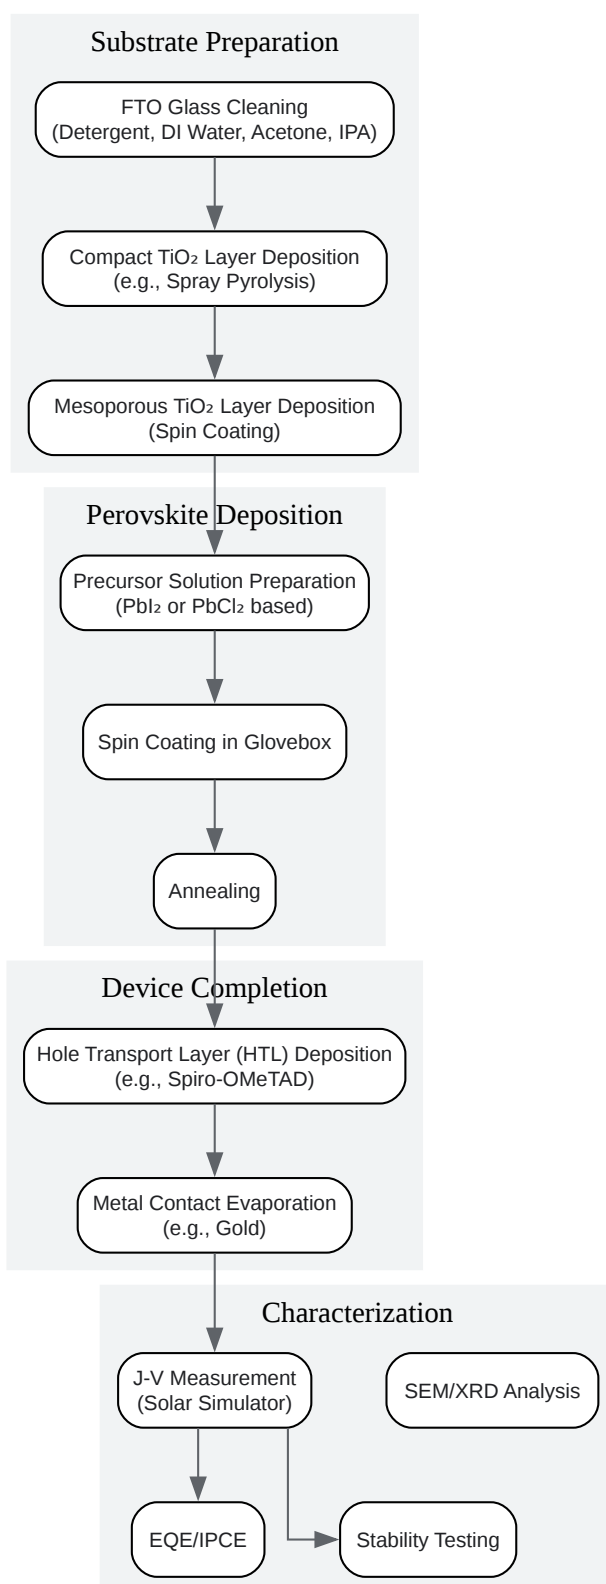 Substrate Preparation
FTO Glass Cleaning
(Detergent, DI Water, Acetone, IPA)
Compact TiO₂ Layer Deposition
(e.g., Spray Pyrolysis)
Mesoporous TiO₂ Layer Deposition
(Spin Coating)
Perovskite Deposition
Precursor Solution Preparation
(PbI₂ or PbCl₂ based)
Spin Coating in Glovebox
Annealing
Device Completion
Hole Transport Layer (HTL) Deposition
(e.g., Spiro-OMeTAD)
Metal Contact Evaporation
(e.g., Gold)
Characterization
J-V Measurement
(Solar Simulator)
SEM/XRD Analysis
EQE/IPCE
Stability Testing